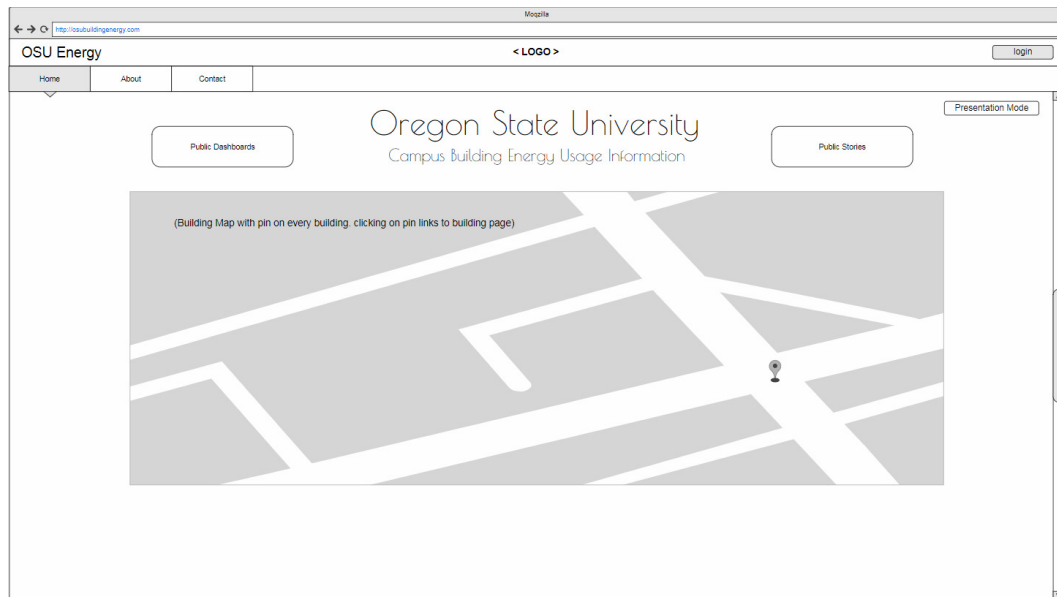 Moqzilla
http://osubuildingenergy.com
OSU Energy
< LOGO >
login
Home
About
Contact
Presentation Mode
Oregon State University
Campus Building Energy Usage Information
Public Dashboards
Public Stories
(Building Map with pin on every building. clicking on pin links to building page)